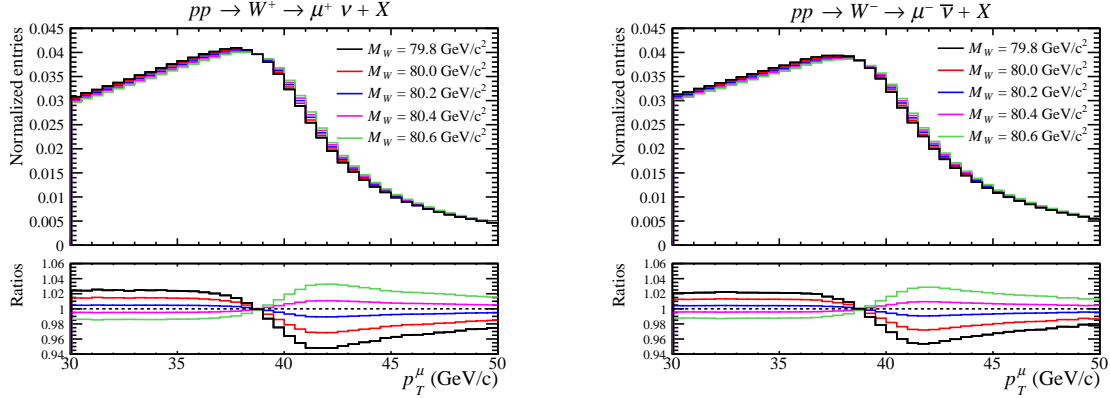 pp → W⁺ → μ⁺ ν + X
Normalized entries
0.045
0.04
0.035
0.03
0.025
0.02
0.015
0.01
0.005
0
M_W = 79.8 GeV/c²
M_W = 80.0 GeV/c²
M_W = 80.2 GeV/c²
M_W = 80.4 GeV/c²
M_W = 80.6 GeV/c²
Ratios
1.06
1.04
1.02
1
0.98
0.96
0.94
30 35 40 45 50
p_T^μ (GeV/c)
pp → W⁻ → μ⁻ ν̅ + X
Normalized entries
0.045
0.04
0.035
0.03
0.025
0.02
0.015
0.01
0.005
0
M_W = 79.8 GeV/c²
M_W = 80.0 GeV/c²
M_W = 80.2 GeV/c²
M_W = 80.4 GeV/c²
M_W = 80.6 GeV/c²
Ratios
1.06
1.04
1.02
1
0.98
0.96
0.94
30 35 40 45 50
p_T^μ (GeV/c)